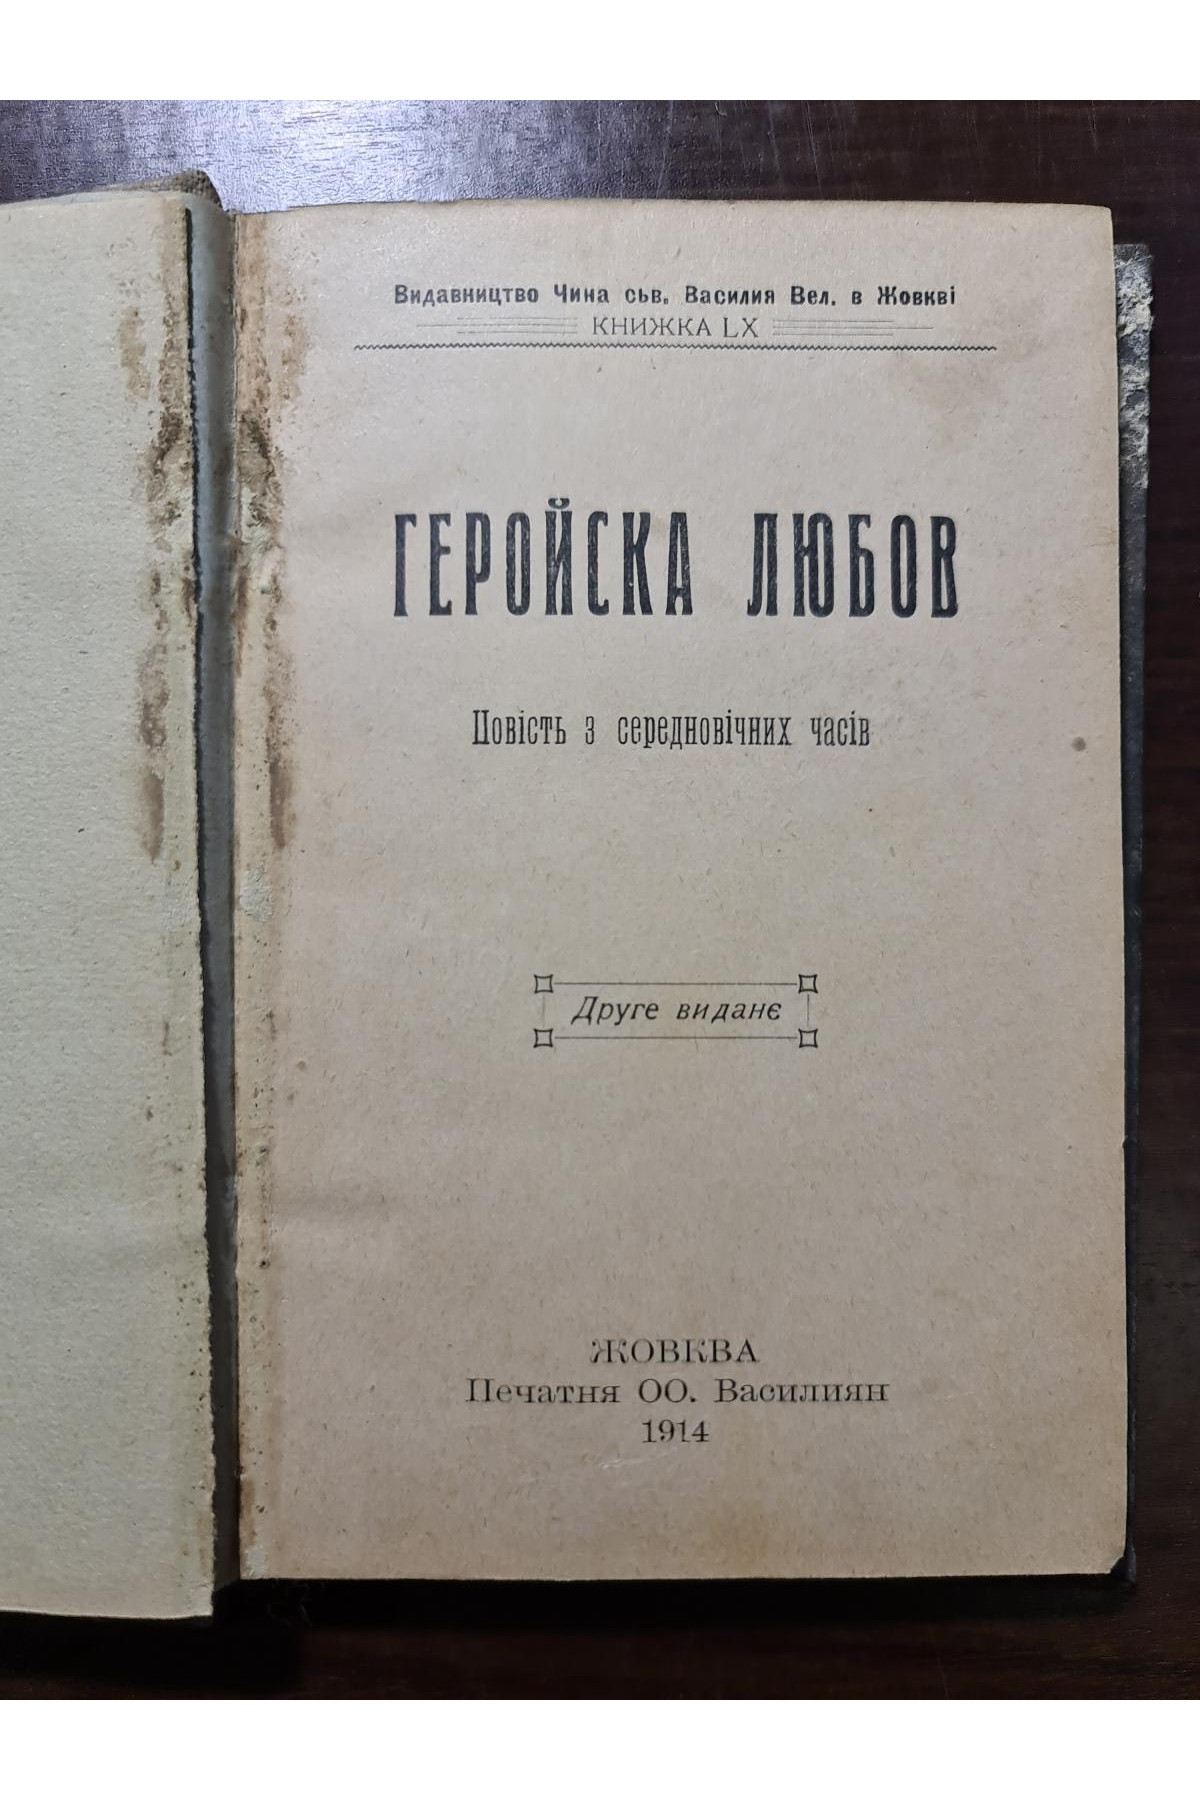 Видавництво Чина сьв. Василия Вел. в Жовкві
КНИЖКА LX
ГЕРОЙСКА ЛЮБОВ
Повість з середновічних часів
Друге виданє
ЖОВКВА
Печатня ОО. Василиян
1914